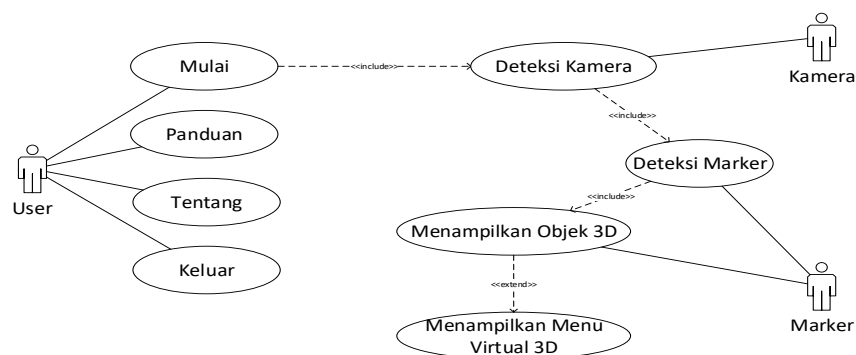 Mulai
<<include>>
Deteksi Kamera
Kamera
Panduan
<<include>>
Deteksi Marker
User
Tentang
<<include>>
Menampilkan Objek 3D
Keluar
<<extend>>
Marker
Menampilkan Menu
Virtual 3D